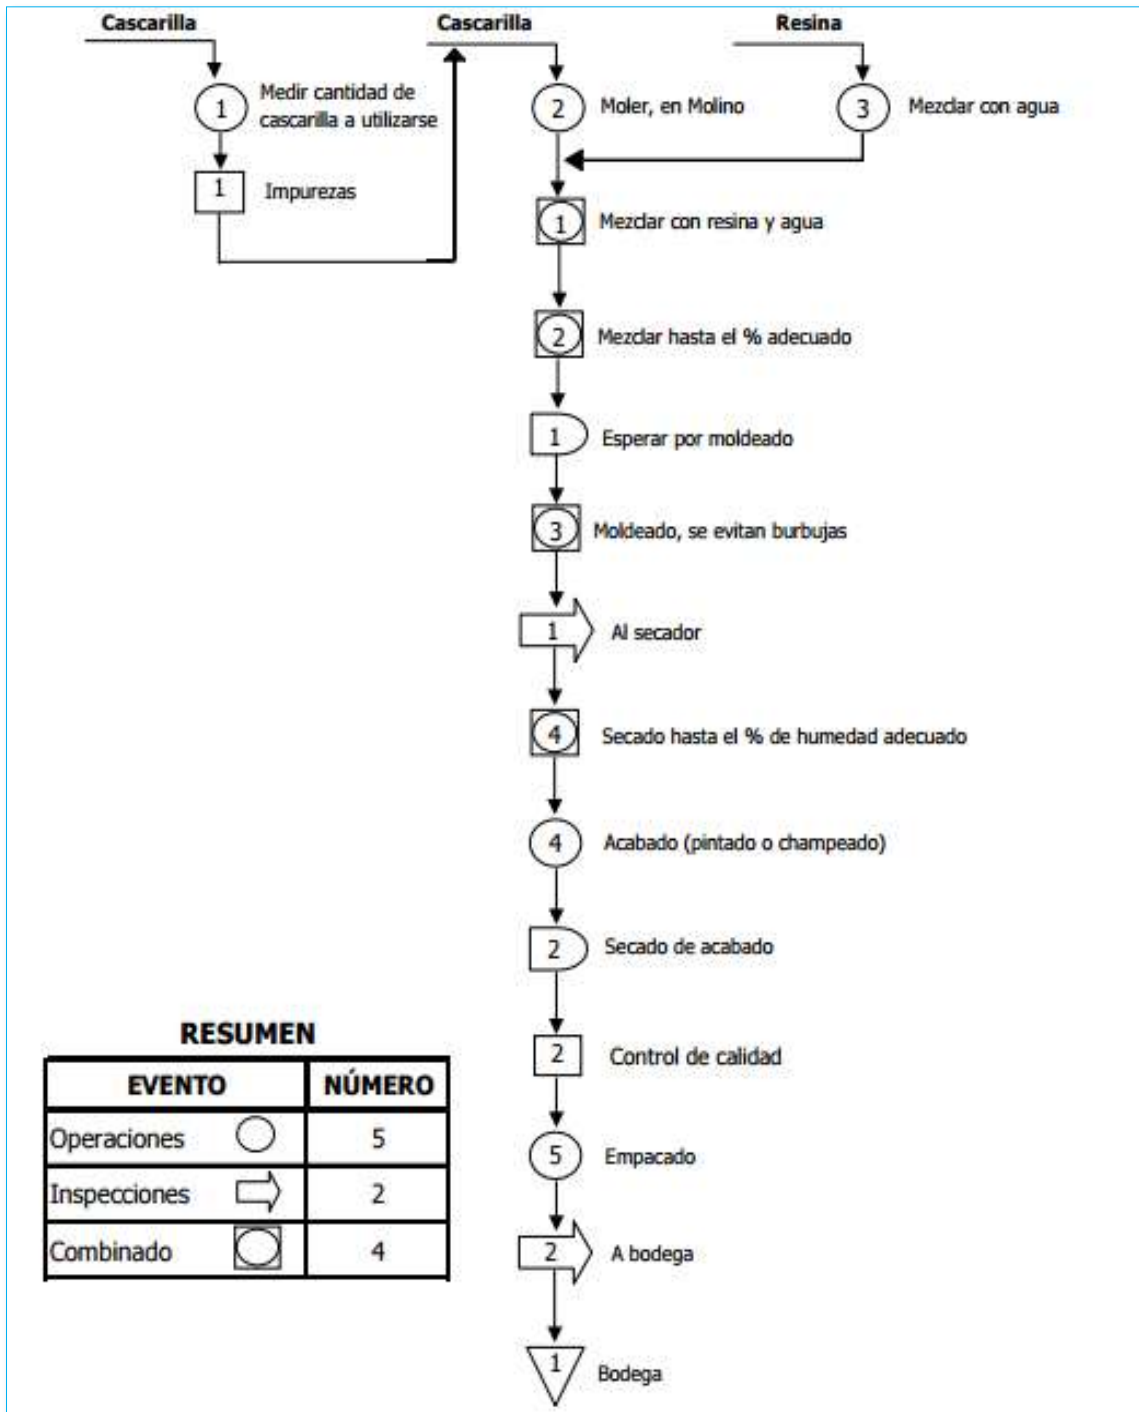 Cascarilla
Cascarilla
Resina
1
Medir cantidad de
cascarilla a utilizarse
2
Moler, en Molino
3
Mezclar con agua
1
Impurezas
1
Mezclar con resina y agua
2
Mezclar hasta el % adecuado
1
Esperar por moldeado
3
Moldeado, se evitan burbujas
1
Al secador
4
Secado hasta el % de humedad adecuado
4
Acabado (pintado o champeado)
2
Secado de acabado
2
Control de calidad
5
Empacado
2
A bodega
1
Bodega
RESUMEN
EVENTO NÚMERO
Operaciones 5
Inspecciones 2
Combinado 4